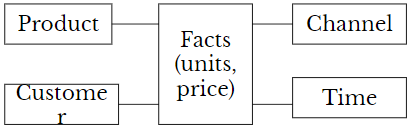 Product
Channel
Facts
(units,
price)
Custome
r
Time